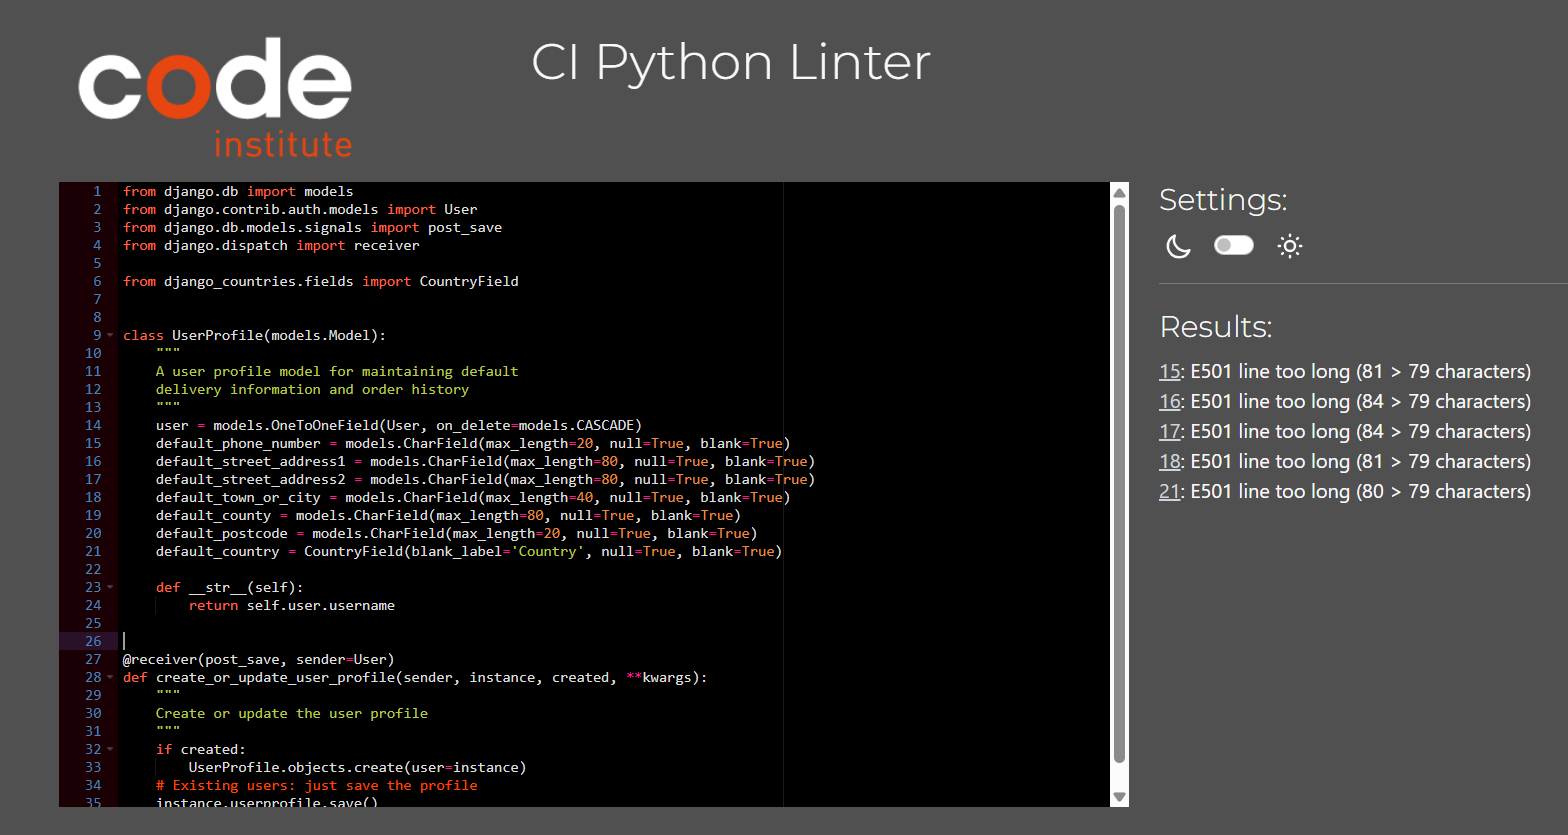 code
institute
CI Python Linter
1 from django.db import models
2 from django.contrib.auth.models import User
3 from django.db.models.signals import post_save
4 from django.dispatch import receiver
5
6 from django_countries.fields import CountryField
7
8
9 class UserProfile(models.Model):
10     """
11     A user profile model for maintaining default
12     delivery information and order history
13     """
14     user = models.OneToOneField(User, on_delete=models.CASCADE)
15     default_phone_number = models.CharField(max_length=20, null=True, blank=True)
16     default_street_address1 = models.CharField(max_length=80, null=True, blank=True)
17     default_street_address2 = models.CharField(max_length=80, null=True, blank=True)
18     default_town_or_city = models.CharField(max_length=40, null=True, blank=True)
19     default_county = models.CharField(max_length=80, null=True, blank=True)
20     default_postcode = models.CharField(max_length=20, null=True, blank=True)
21     default_country = CountryField(blank_label='Country', null=True, blank=True)
22
23     def __str__(self):
24         return self.user.username
25
26
27 @receiver(post_save, sender=User)
28 def create_or_update_user_profile(sender, instance, created, **kwargs):
29     """
30     Create or update the user profile
31     """
32     if created:
33         UserProfile.objects.create(user=instance)
34     # Existing users: just save the profile
35     instance.userprofile.save()
Settings:
Results:
15: E501 line too long (81 > 79 characters)
16: E501 line too long (84 > 79 characters)
17: E501 line too long (84 > 79 characters)
18: E501 line too long (81 > 79 characters)
21: E501 line too long (80 > 79 characters)